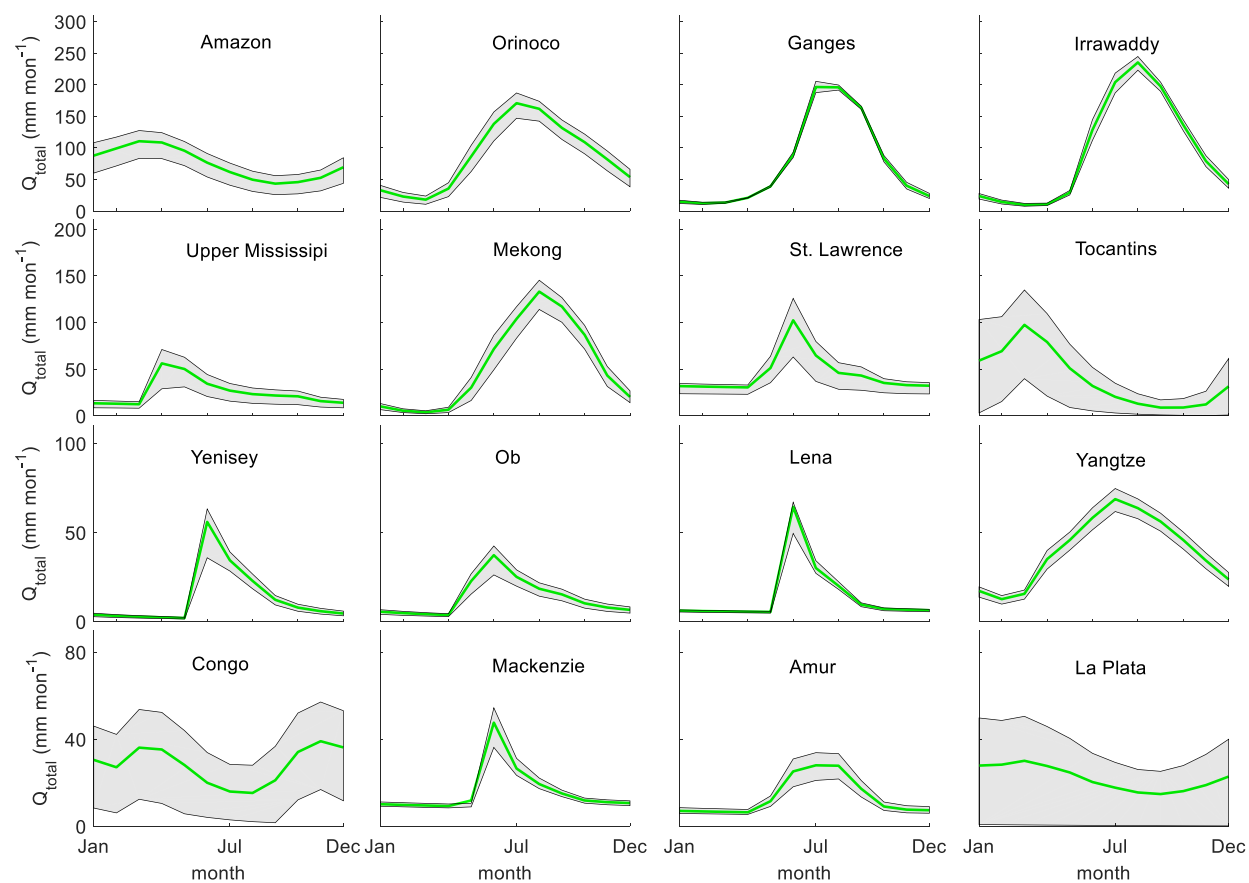 300
250
200
150
100
50
0
Q_total (mm mon^-1)
Amazon
Orinoco
Ganges
Irrawaddy
200
150
100
50
0
Q_total (mm mon^-1)
Upper Mississipi
Mekong
St. Lawrence
Tocantins
100
50
0
Q_total (mm mon^-1)
Yenisey
Ob
Lena
Yangtze
80
40
0
Q_total (mm mon^-1)
Congo
Mackenzie
Amur
La Plata
Jan Jul Dec Jan Jul Dec Jan Jul Dec Jan Jul Dec
month month month month